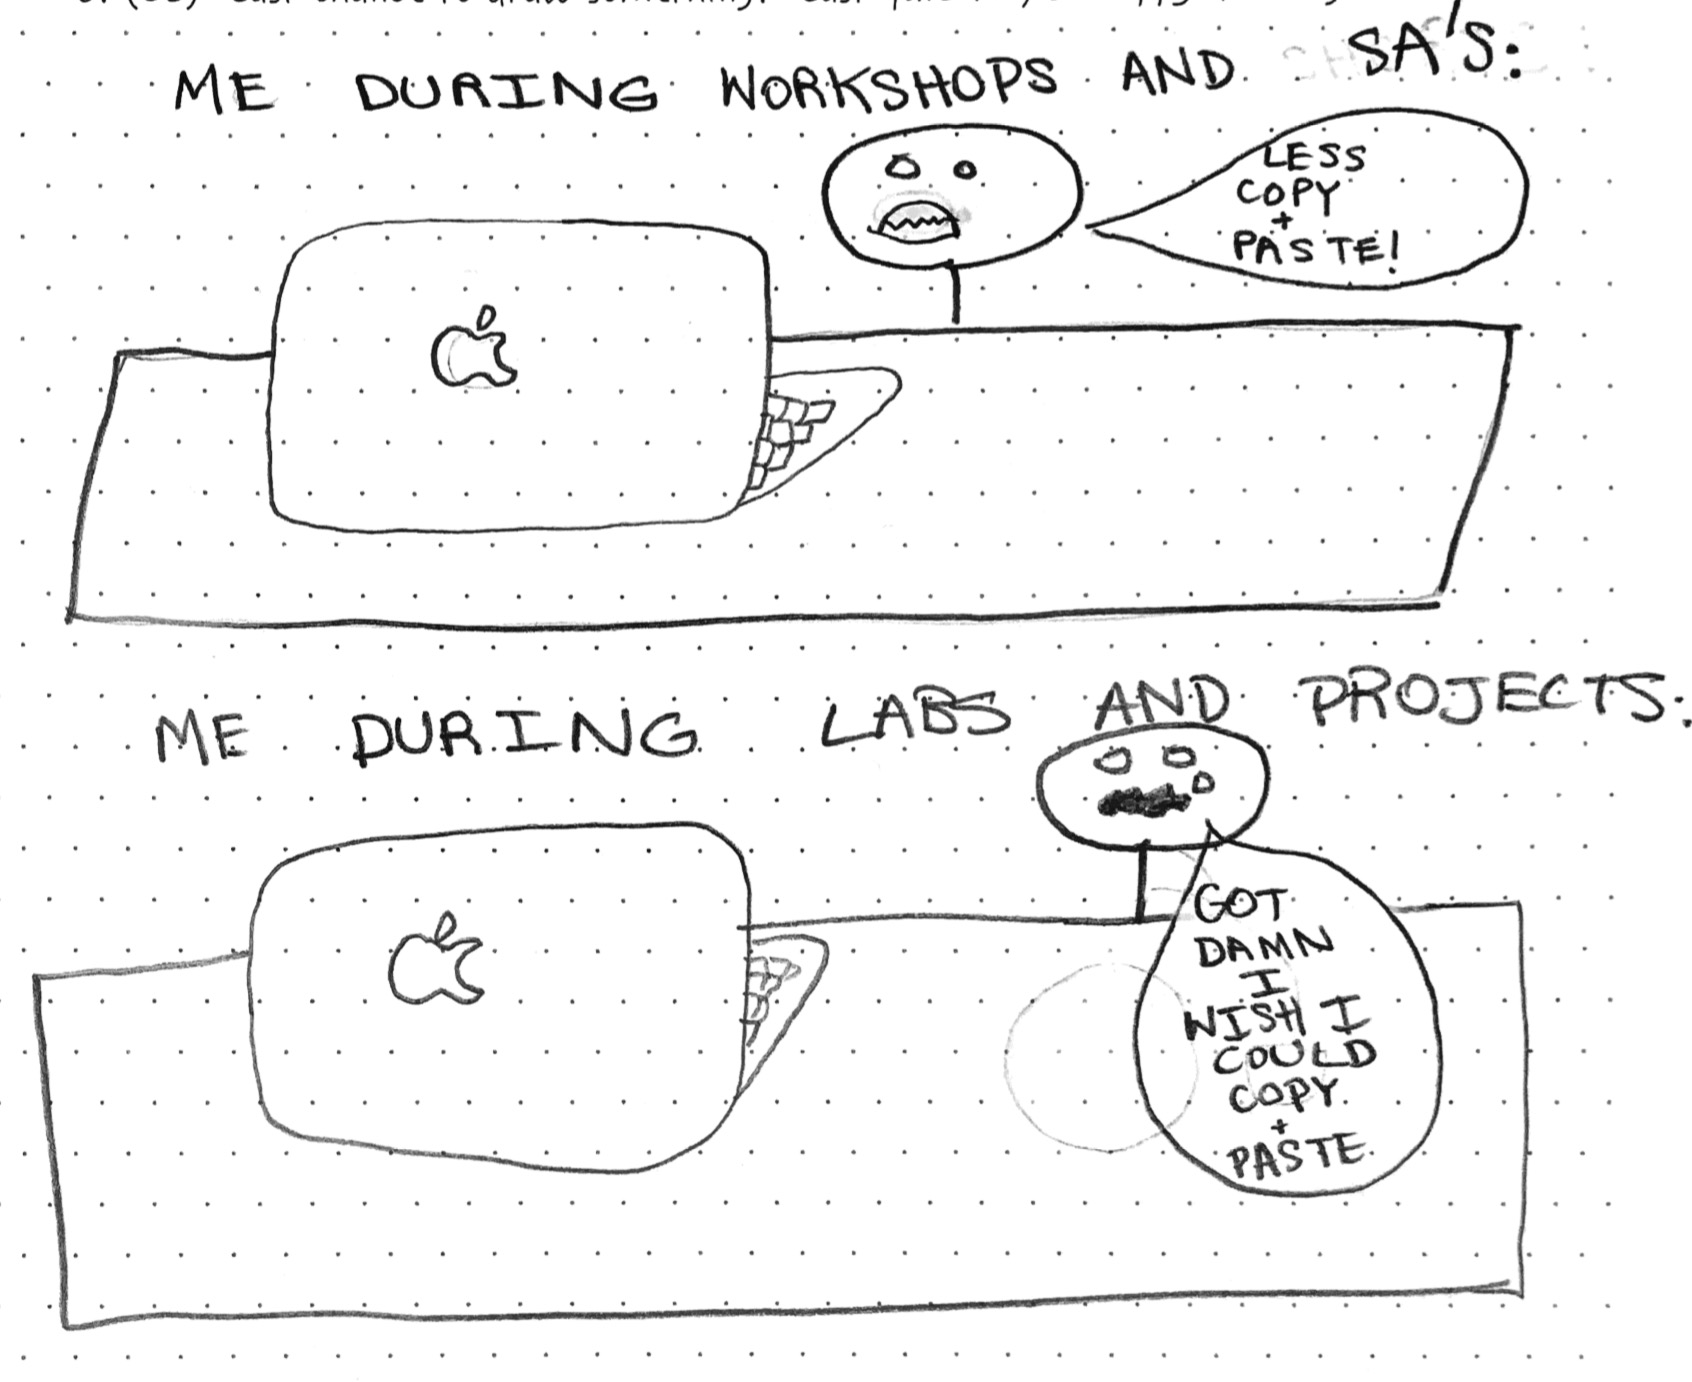 ME DURING WORKSHOPS AND SA'S:
LESS
COPY
+
PASTE!
ME DURING LABS AND PROJECTS:
GOT
DAMN
I
WISH I
COULD
COPY
+
PASTE